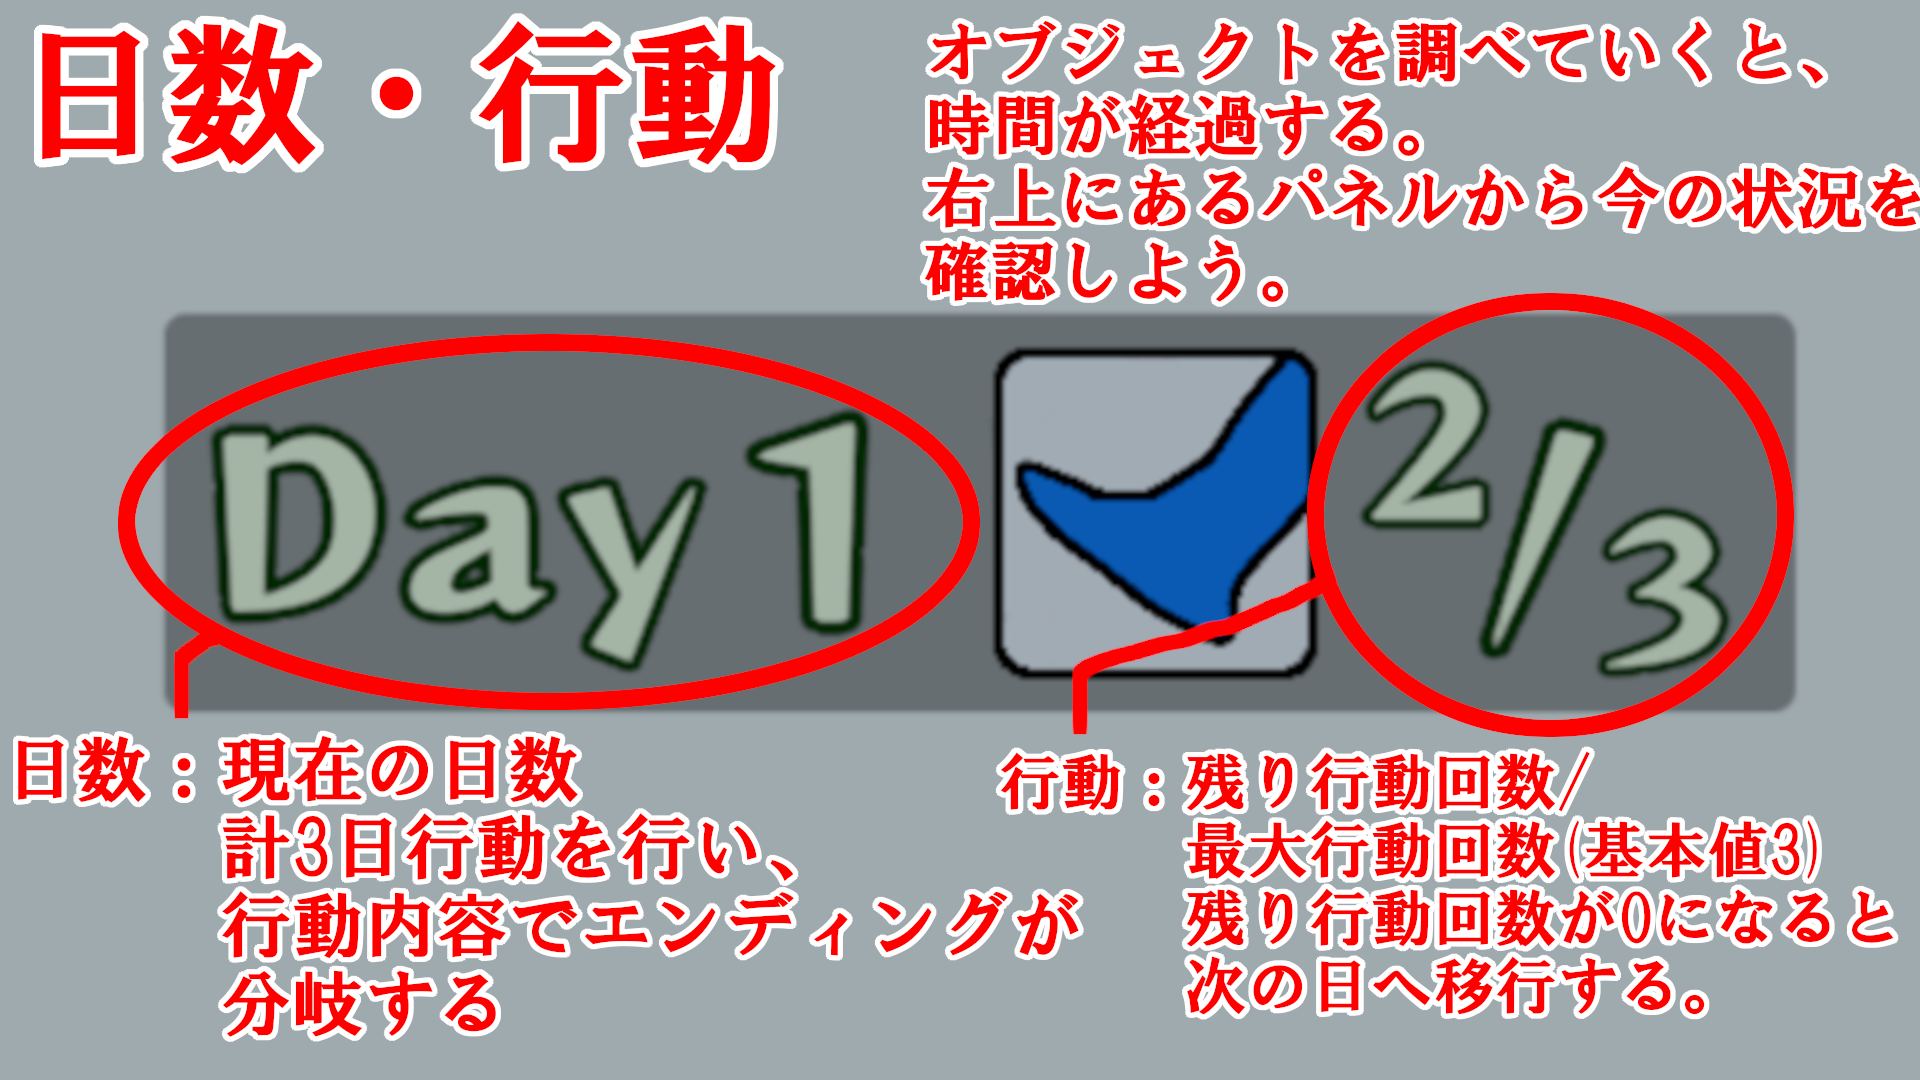 日数・行動
オブジェクトを調べていくと、
時間が経過する。
右上にあるパネルから今の状況を
確認しよう。
Day 1
2/3
日数：現在の日数
計3日行動を行い、
行動内容でエンディングが
分岐する
行動：残り行動回数/
最大行動回数(基本値3)
残り行動回数が0になると
次の日へ移行する。